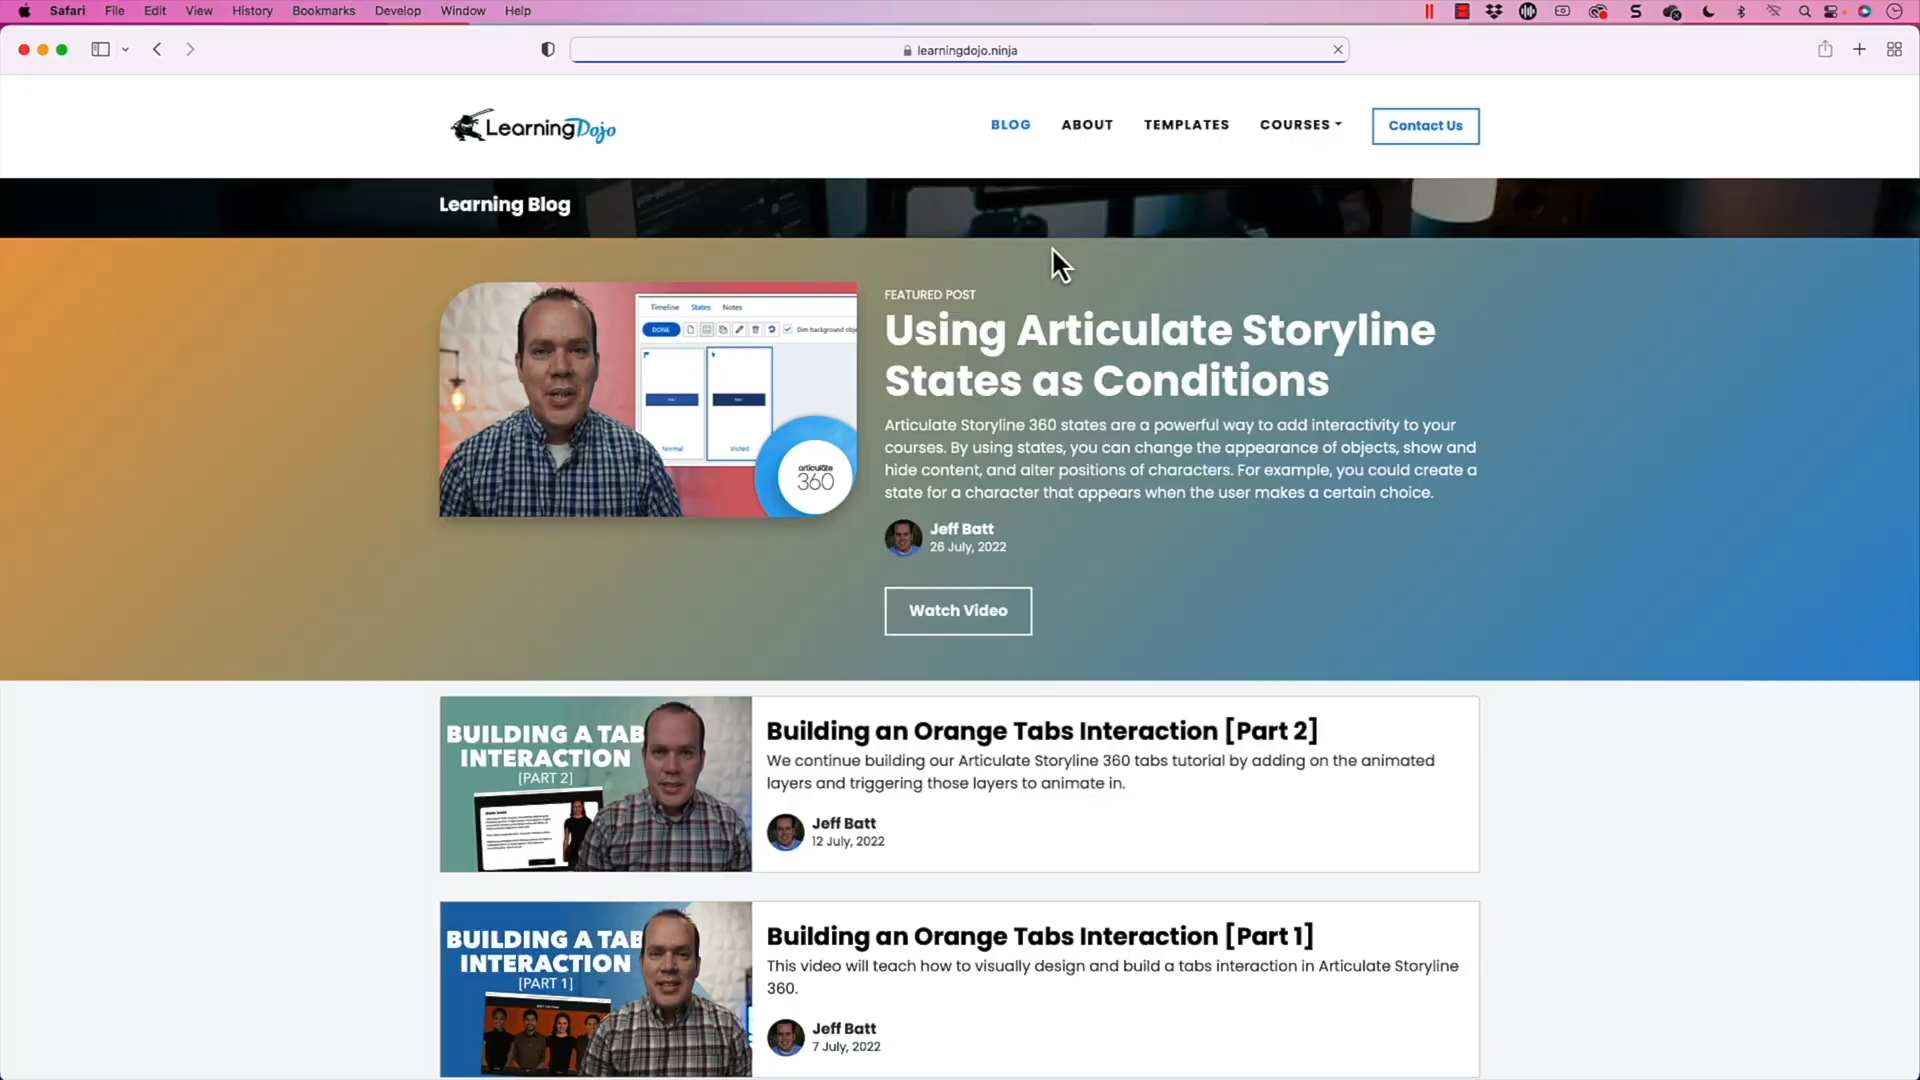 Safari File Edit View History Bookmarks Develop Window Help
learningdojo.ninja
LearningDojo
BLOG ABOUT TEMPLATES COURSES Contact Us
Learning Blog
Timeline States Notes
DONE Dim background obje
Normal Visited
articulate
360
FEATURED POST
Using Articulate Storyline
States as Conditions
Articulate Storyline 360 states are a powerful way to add interactivity to your
courses. By using states, you can change the appearance of objects, show and
hide content, and alter positions of characters. For example, you could create a
state for a character that appears when the user makes a certain choice.
Jeff Batt
26 July, 2022
Watch Video
BUILDING A TAB
INTERACTION
[PART 2]
Building an Orange Tabs Interaction [Part 2]
We continue building our Articulate Storyline 360 tabs tutorial by adding on the animated
layers and triggering those layers to animate in.
Jeff Batt
12 July, 2022
BUILDING A TAB
INTERACTION
[PART 1]
Building an Orange Tabs Interaction [Part 1]
This video will teach how to visually design and build a tabs interaction in Articulate Storyline
360.
Jeff Batt
7 July, 2022